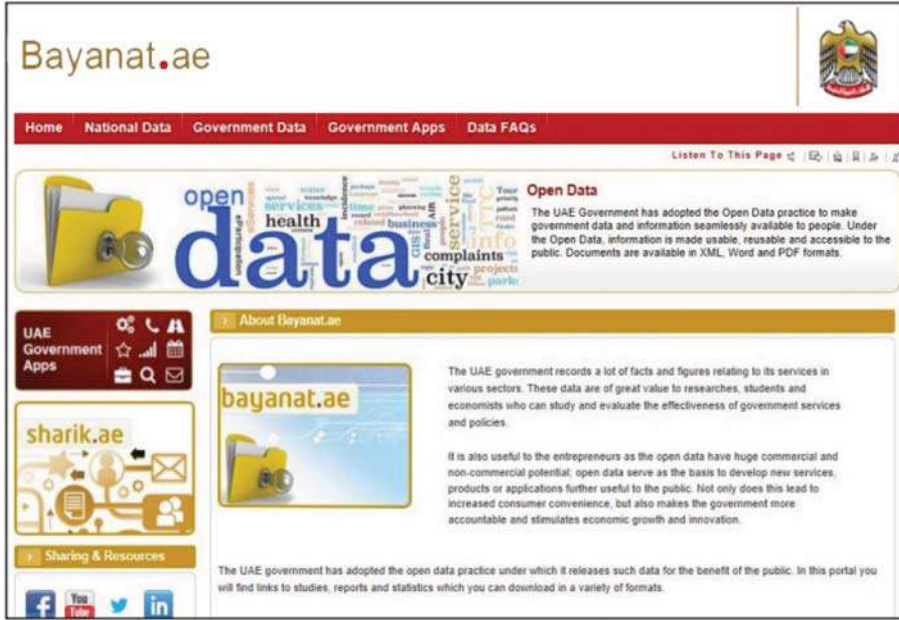 Bayanat.ae
Home National Data Government Data Government Apps Data FAQs
Listen To This Page
open
data
services
health
business
service
info
complaints
city
projects
eParticipation
Open Data
The UAE Government has adopted the Open Data practice to make
government data and information seamlessly available to people. Under
the Open Data, information is made usable, reusable and accessible to the
public. Documents are available in XML, Word and PDF formats.
UAE
Government
Apps
sharik.ae
Sharing & Resources
You
Tube
About Bayanat.ae
bayanat.ae
The UAE government records a lot of facts and figures relating to its services in
various sectors. These data are of great value to researches, students and
economists who can study and evaluate the effectiveness of government services
and policies.
It is also useful to the entrepreneurs as the open data have huge commercial and
non-commercial potential; open data serve as the basis to develop new services,
products or applications further useful to the public. Not only does this lead to
increased consumer convenience, but also makes the government more
accountable and stimulates economic growth and innovation.
The UAE government has adopted the open data practice under which it releases such data for the benefit of the public. In this portal you
will find links to studies, reports and statistics which you can download in a variety of formats.